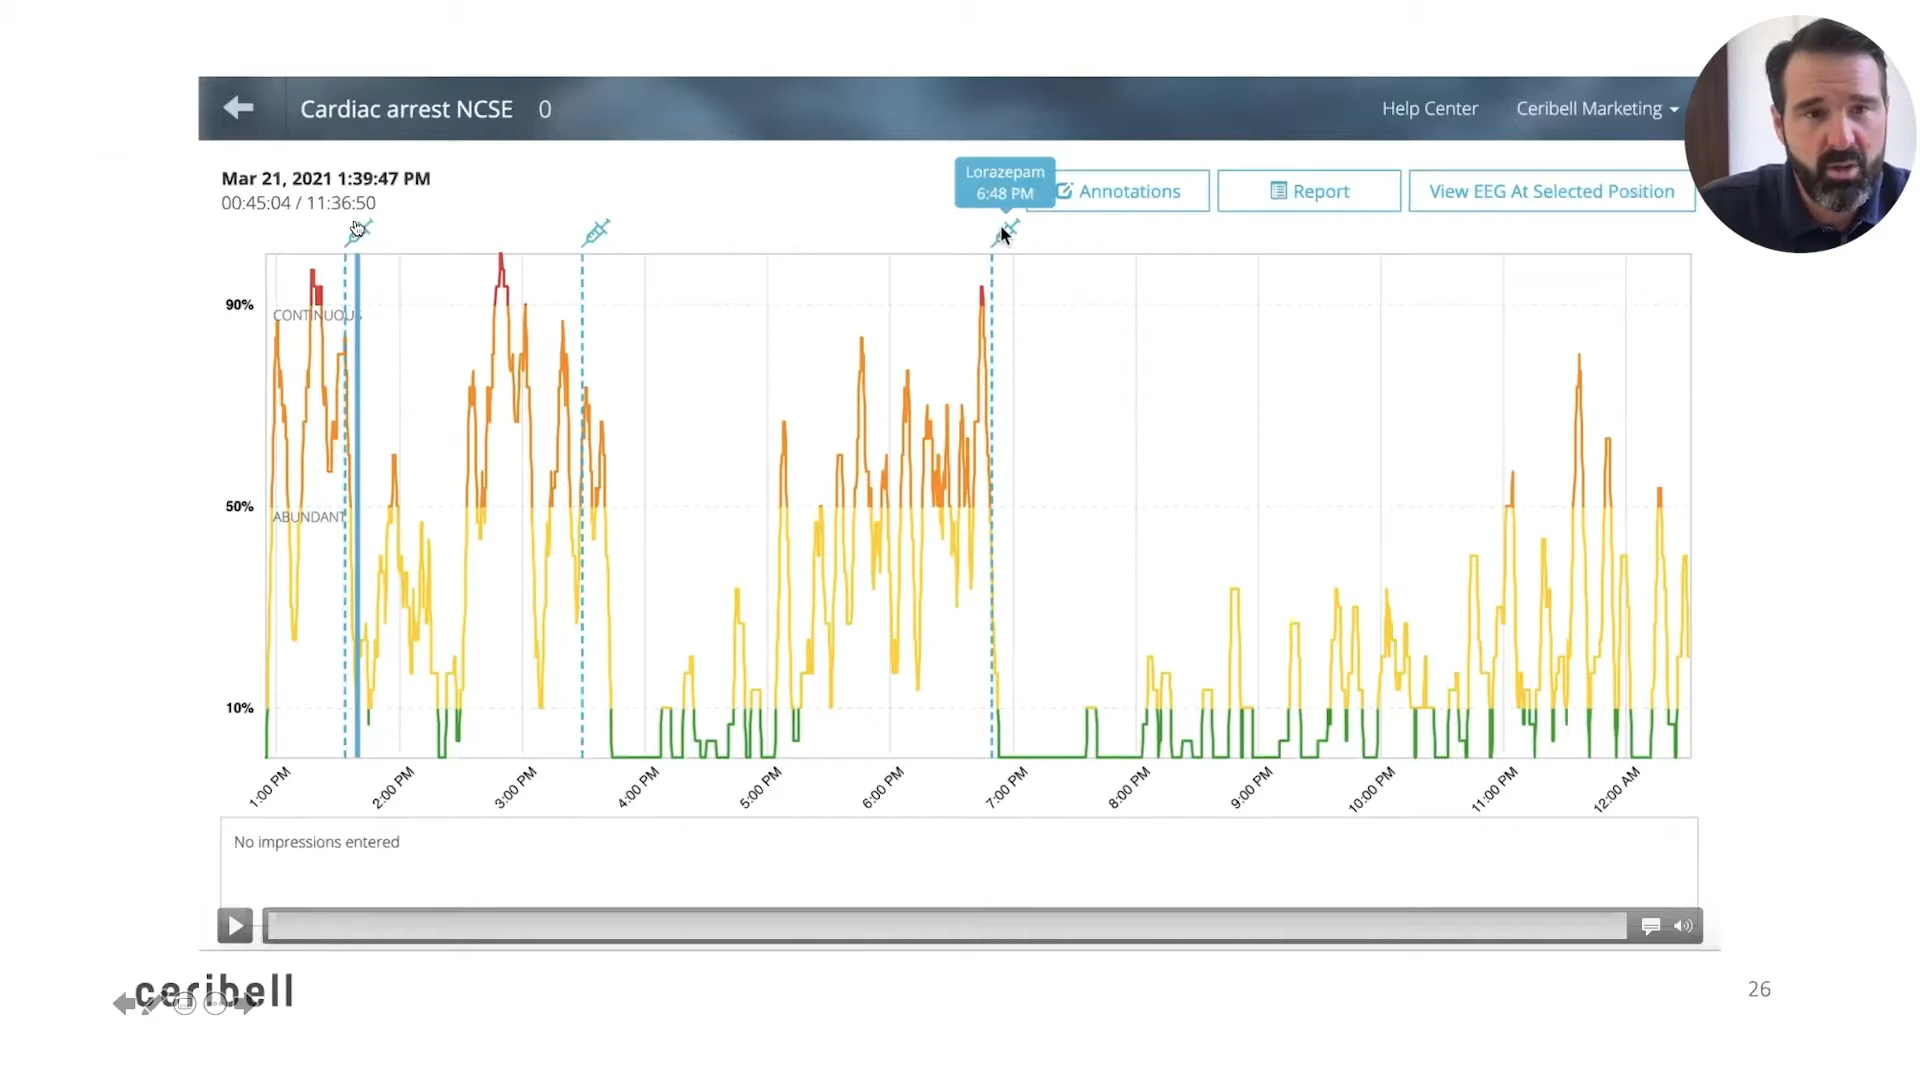 Cardiac arrest NCSE 0
Help Center Ceribell Marketing
Mar 21, 2021 1:39:47 PM
00:45:04 / 11:36:50
Lorazepam
6:48 PM
Annotations
Report
View EEG At Selected Position
90%
CONTINUOUS
50%
ABUNDANT
10%
1:00 PM
2:00 PM
3:00 PM
4:00 PM
5:00 PM
6:00 PM
7:00 PM
8:00 PM
9:00 PM
10:00 PM
11:00 PM
12:00 AM
No impressions entered
ceribell
26